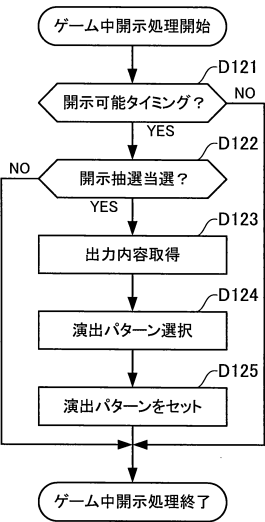 ゲーム中開示処理開始
D121
開示可能タイミング？
NO
YES
D122
NO
開示抽選当選？
YES
D123
出力内容取得
D124
演出パターン選択
D125
演出パターンをセット
ゲーム中開示処理終了